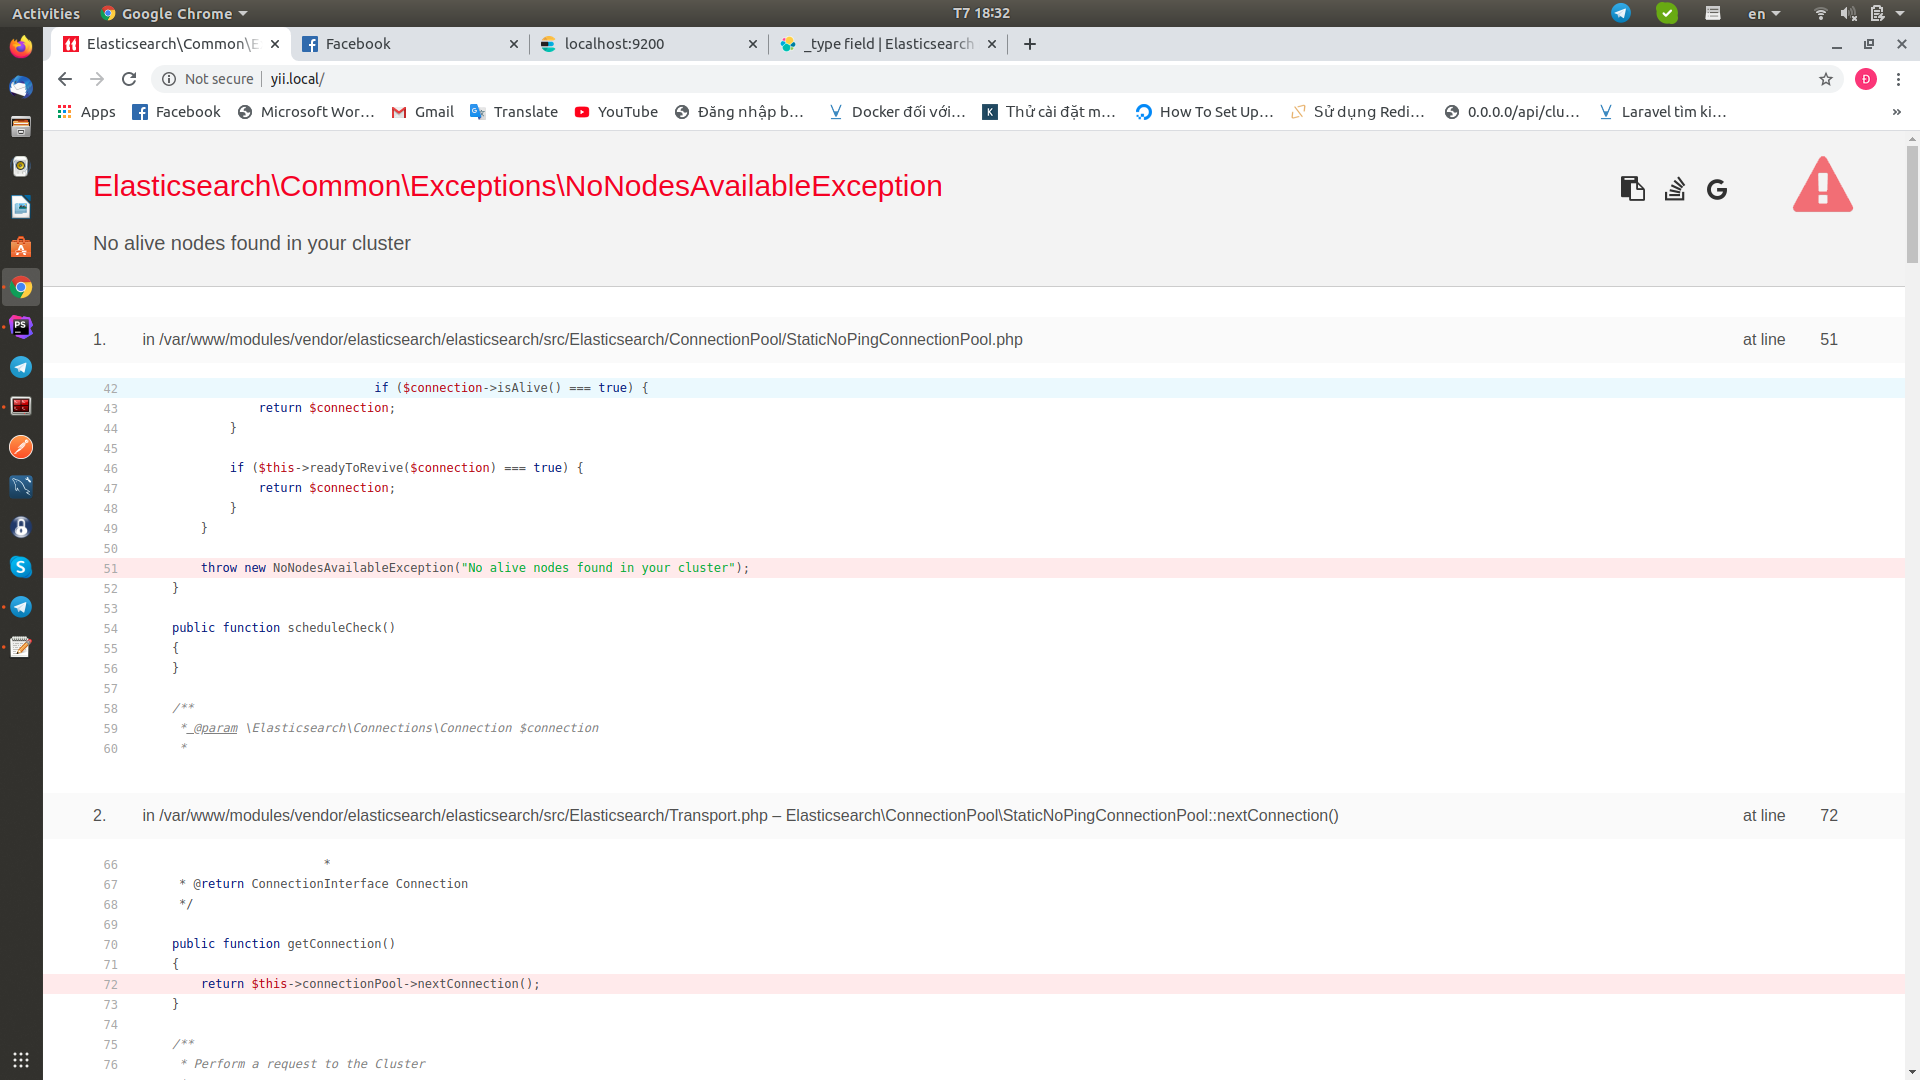 Activities Google Chrome T7 18:32 en
Elasticsearch\Common\E Facebook localhost:9200 _type field | Elasticsearch
Not secure yii.local/ Đ
Apps Facebook Microsoft Wor… Gmail Translate YouTube Đăng nhập b… Docker đối với… Thử cài đặt m… How To Set Up… Sử dụng Redi… 0.0.0.0/api/clu… Laravel tìm ki… »
Elasticsearch\Common\Exceptions\NoNodesAvailableException
No alive nodes found in your cluster
1. in /var/www/modules/vendor/elasticsearch/elasticsearch/src/Elasticsearch/ConnectionPool/StaticNoPingConnectionPool.php at line 51
42 if ($connection->isAlive() === true) {
43 return $connection;
44 }
45
46 if ($this->readyToRevive($connection) === true) {
47 return $connection;
48 }
49 }
50
51 throw new NoNodesAvailableException("No alive nodes found in your cluster");
52 }
53
54 public function scheduleCheck()
55 {
56 }
57
58 /**
59 * @param \Elasticsearch\Connections\Connection $connection
60 *
2. in /var/www/modules/vendor/elasticsearch/elasticsearch/src/Elasticsearch/Transport.php – Elasticsearch\ConnectionPool\StaticNoPingConnectionPool::nextConnection() at line 72
66 *
67 * @return ConnectionInterface Connection
68 */
69
70 public function getConnection()
71 {
72 return $this->connectionPool->nextConnection();
73 }
74
75 /**
76 * Perform a request to the Cluster